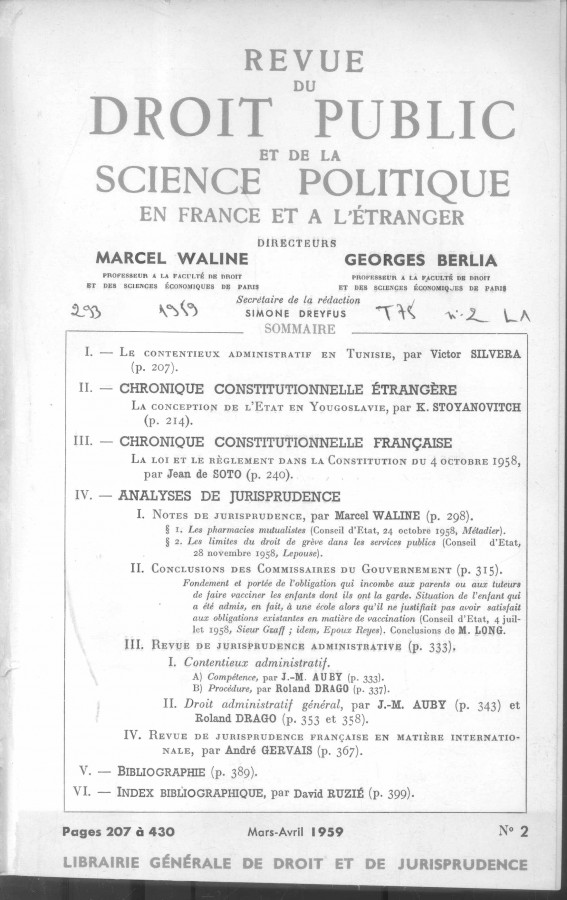 REVUE
DU
DROIT PUBLIC
ET DE LA
SCIENCE POLITIQUE
EN FRANCE ET A L'ÉTRANGER
DIRECTEURS
MARCEL WALINE GEORGES BERLIA
PROFESSEUR A LA FACULTÉ DE DROIT PROFESSEUR A LA FACULTÉ DE DROIT
ET DES SCIENCES ÉCONOMIQUES DE PARIS ET DES SCIENCES ÉCONOMIQUES DE PARIS
Secrétaire de la rédaction
293 1959 SIMONE DREYFUS T75 n° 2 LA
SOMMAIRE
I. — LE CONTENTIEUX ADMINISTRATIF EN TUNISIE, par Victor SILVERA
(p. 207).
II. — CHRONIQUE CONSTITUTIONNELLE ÉTRANGÈRE
LA CONCEPTION DE L'ETAT EN YOUGOSLAVIE, par K. STOYANOVITCH
(p. 214).
III. — CHRONIQUE CONSTITUTIONNELLE FRANÇAISE
LA LOI ET LE RÈGLEMENT DANS LA CONSTITUTION DU 4 OCTOBRE 1958,
par Jean de SOTO (p. 240).
IV. — ANALYSES DE JURISPRUDENCE
I. NOTES DE JURISPRUDENCE, par Marcel WALINE (p. 298).
§ 1. Les pharmacies mutualistes (Conseil d'Etat, 24 octobre 1958, Métadier).
§ 2. Les limites du droit de grève dans les services publics (Conseil d'Etat,
28 novembre 1958, Lepouse).
II. CONCLUSIONS DES COMMISSAIRES DU GOUVERNEMENT (p. 315).
Fondement et portée de l'obligation qui incombe aux parents ou aux tuteurs
de faire vacciner les enfants dont ils ont la garde. Situation de l'enfant qui
a été admis, en fait, à une école alors qu'il ne justifiait pas avoir satisfait
aux obligations existantes en matière de vaccination (Conseil d'Etat, 4 juil-
let 1958, Sieur Graff ; idem, Epoux Reyes). Conclusions de M. LONG.
III. REVUE DE JURISPRUDENCE ADMINISTRATIVE (p. 333).
I. Contentieux administratif.
A) Compétence, par J.-M. AUBY (p. 333).
B) Procédure, par Roland DRAGO (p. 337).
II. Droit administratif général, par J.-M. AUBY (p. 343) et
Roland DRAGO (p. 353 et 358).
IV. REVUE DE JURISPRUDENCE FRANÇAISE EN MATIÈRE INTERNATIO-
NALE, par André GERVAIS (p. 367).
V. — BIBLIOGRAPHIE (p. 389).
VI. — INDEX BIBLIOGRAPHIQUE, par David RUZIÉ (p. 399).
Pages 207 à 430 Mars-Avril 1959 N° 2
LIBRAIRIE GÉNÉRALE DE DROIT ET DE JURISPRUDENCE